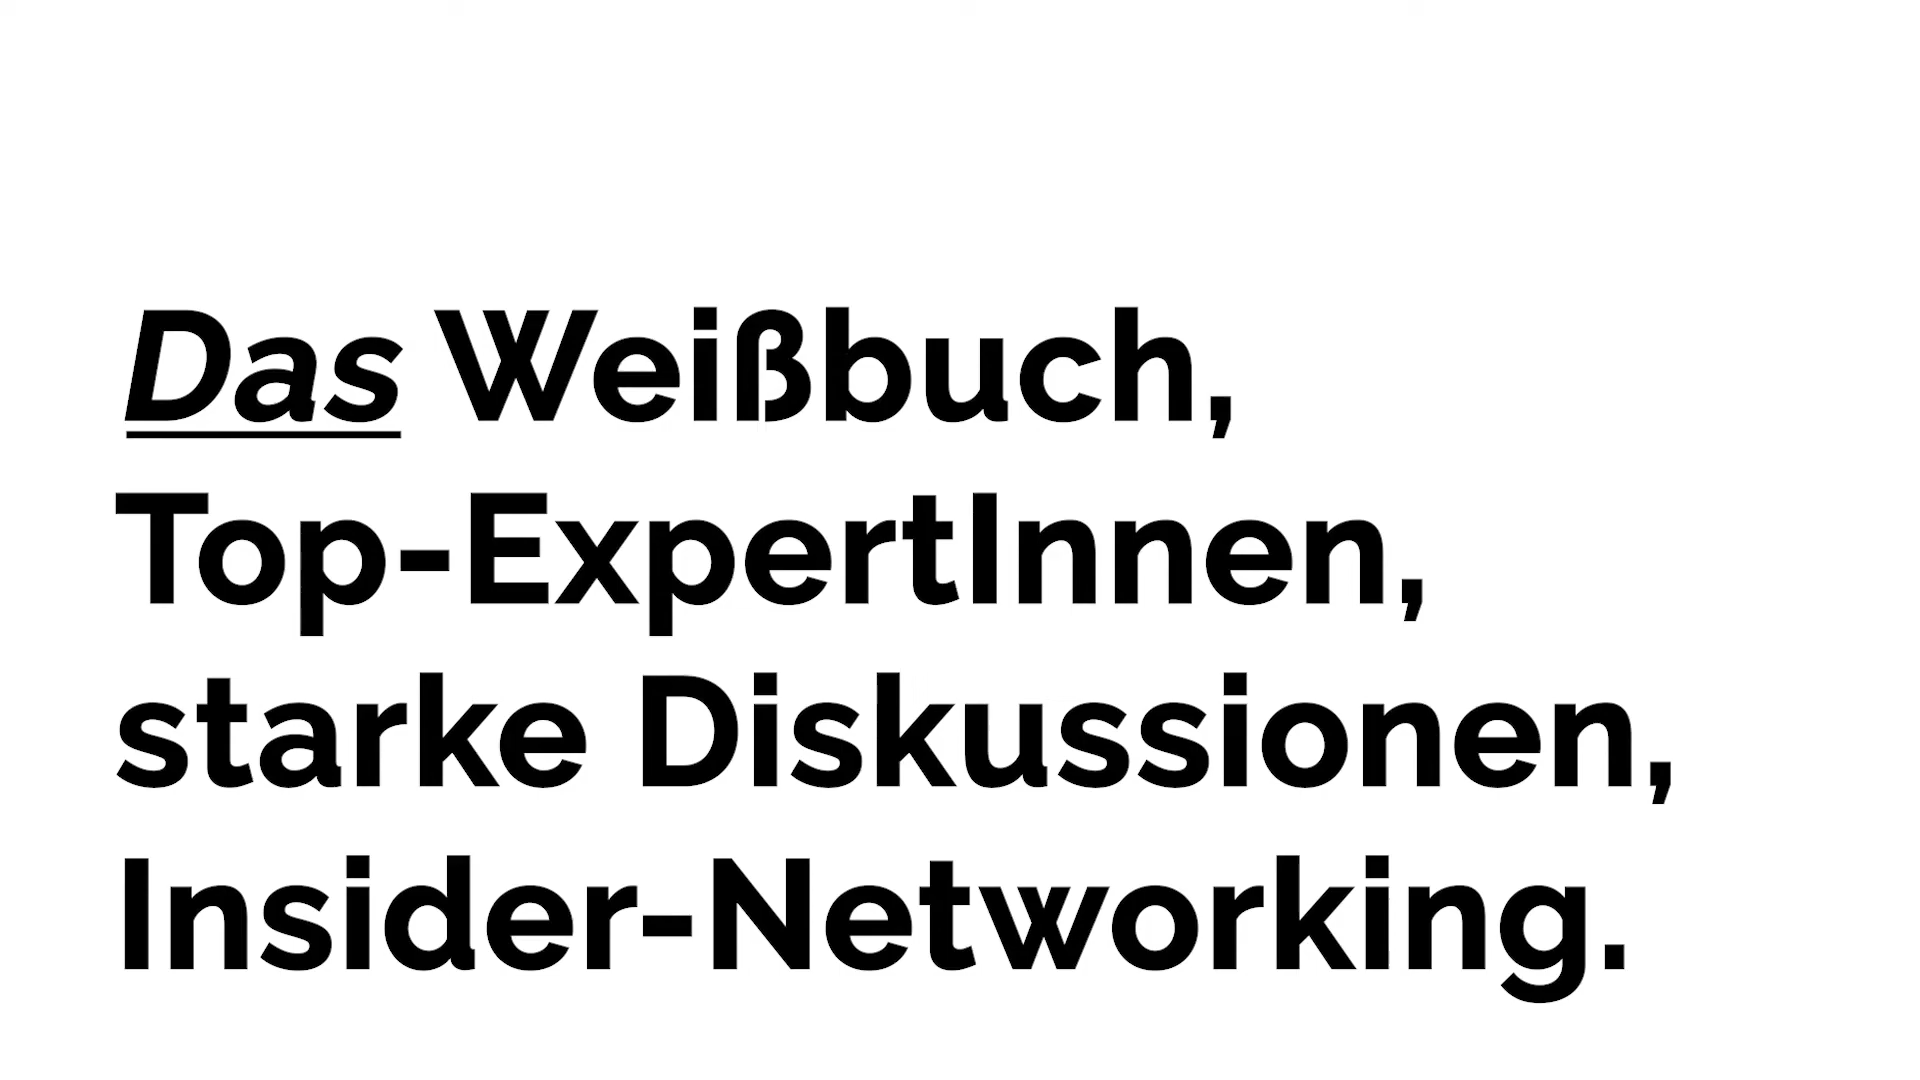 Das Weißbuch,
Top-ExpertInnen,
starke Diskussionen,
Insider-Networking.